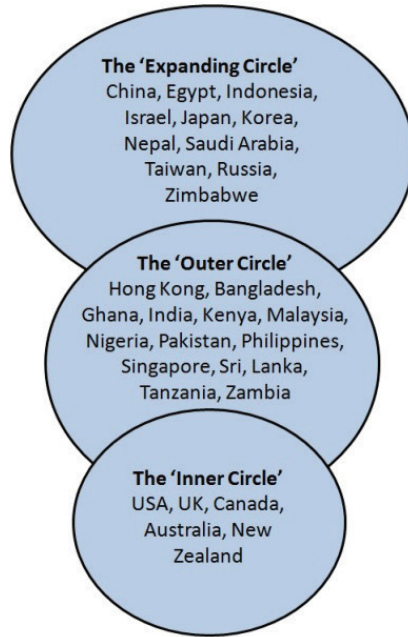 The ‘Expanding Circle’
China, Egypt, Indonesia,
Israel, Japan, Korea,
Nepal, Saudi Arabia,
Taiwan, Russia,
Zimbabwe
The ‘Outer Circle’
Hong Kong, Bangladesh,
Ghana, India, Kenya, Malaysia,
Nigeria, Pakistan, Philippines,
Singapore, Sri, Lanka,
Tanzania, Zambia
The ‘Inner Circle’
USA, UK, Canada,
Australia, New
Zealand